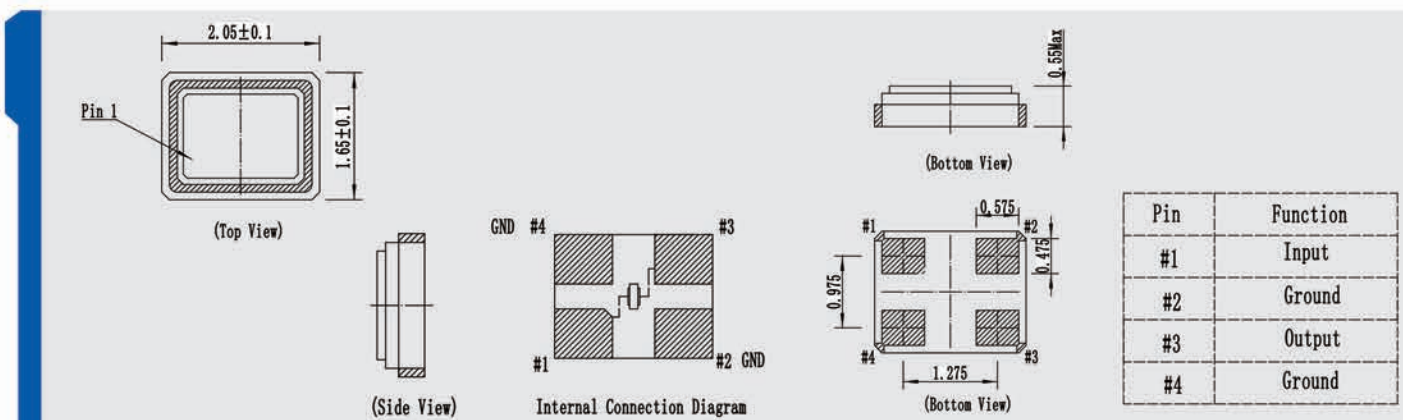 2.05±0.1
Pin 1
1.65±0.1
(Top View)
0.55Max
(Bottom View)
(Side View)
GND #4
#3
#1
#2 GND
Internal Connection Diagram
0.575
#1
#2
0.475
0.975
#4
#3
1.275
(Bottom View)
Pin Function
#1 Input
#2 Ground
#3 Output
#4 Ground